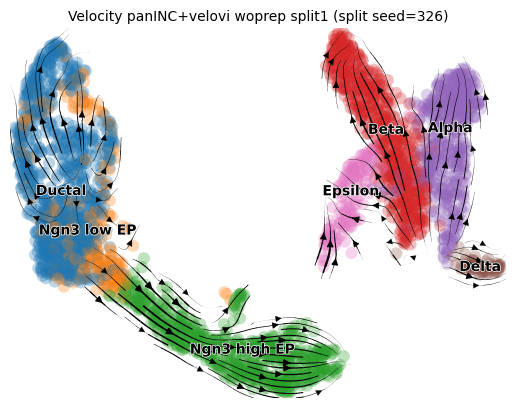 Velocity panINC+velovi woprep split1 (split seed=326)
Beta
Alpha
Ductal
Epsilon
Ngn3 low EP
Delta
Ngn3 high EP